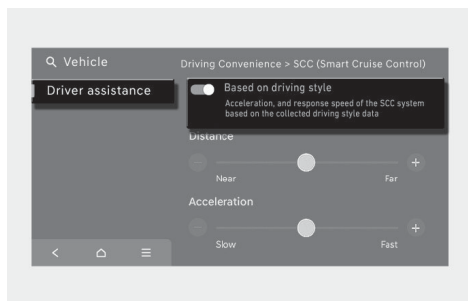 Vehicle
Driving Convenience > SCC (Smart Cruise Control)
Driver assistance
Based on driving style
Acceleration, and response speed of the SCC system
based on the collected driving style data
Distance
Near
Far
Acceleration
Slow
Fast